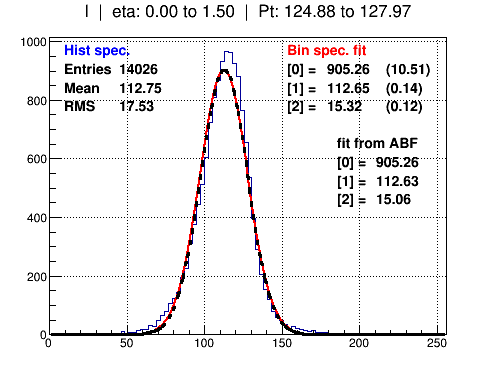 I | eta: 0.00 to 1.50 | Pt: 124.88 to 127.97
Hist spec.
Entries 14026
Mean 112.75
RMS 17.53
Bin spec. fit
[0] = 905.26 (10.51)
[1] = 112.65 (0.14)
[2] = 15.32 (0.12)
fit from ABF
[0] = 905.26
[1] = 112.63
[2] = 15.06
1000
800
600
400
200
0
0 50 100 150 200 250